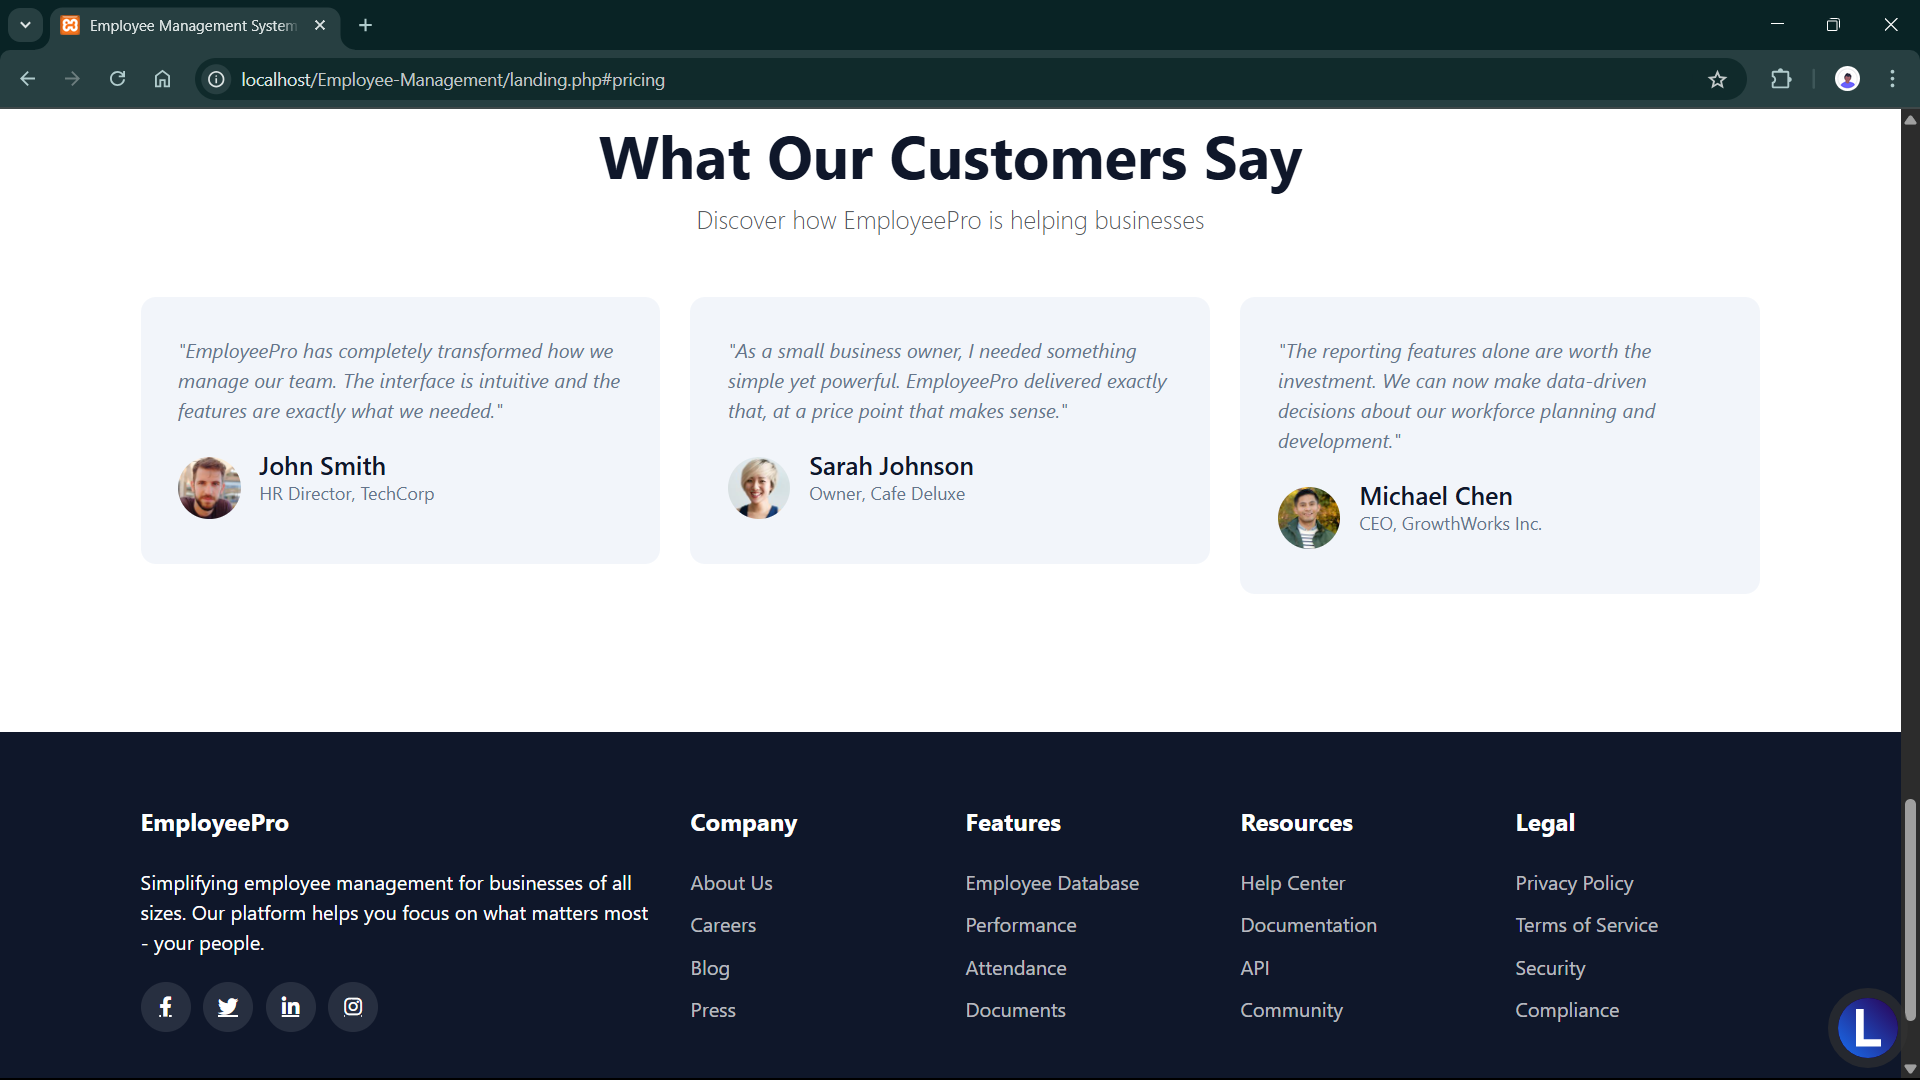 Employee Management System
localhost/Employee-Management/landing.php#pricing
What Our Customers Say
Discover how EmployeePro is helping businesses
"EmployeePro has completely transformed how we
manage our team. The interface is intuitive and the
features are exactly what we needed."
John Smith
HR Director, TechCorp
"As a small business owner, I needed something
simple yet powerful. EmployeePro delivered exactly
that, at a price point that makes sense."
Sarah Johnson
Owner, Cafe Deluxe
"The reporting features alone are worth the
investment. We can now make data-driven
decisions about our workforce planning and
development."
Michael Chen
CEO, GrowthWorks Inc.
EmployeePro
Simplifying employee management for businesses of all
sizes. Our platform helps you focus on what matters most
- your people.
Company
About Us
Careers
Blog
Press
Features
Employee Database
Performance
Attendance
Documents
Resources
Help Center
Documentation
API
Community
Legal
Privacy Policy
Terms of Service
Security
Compliance
L